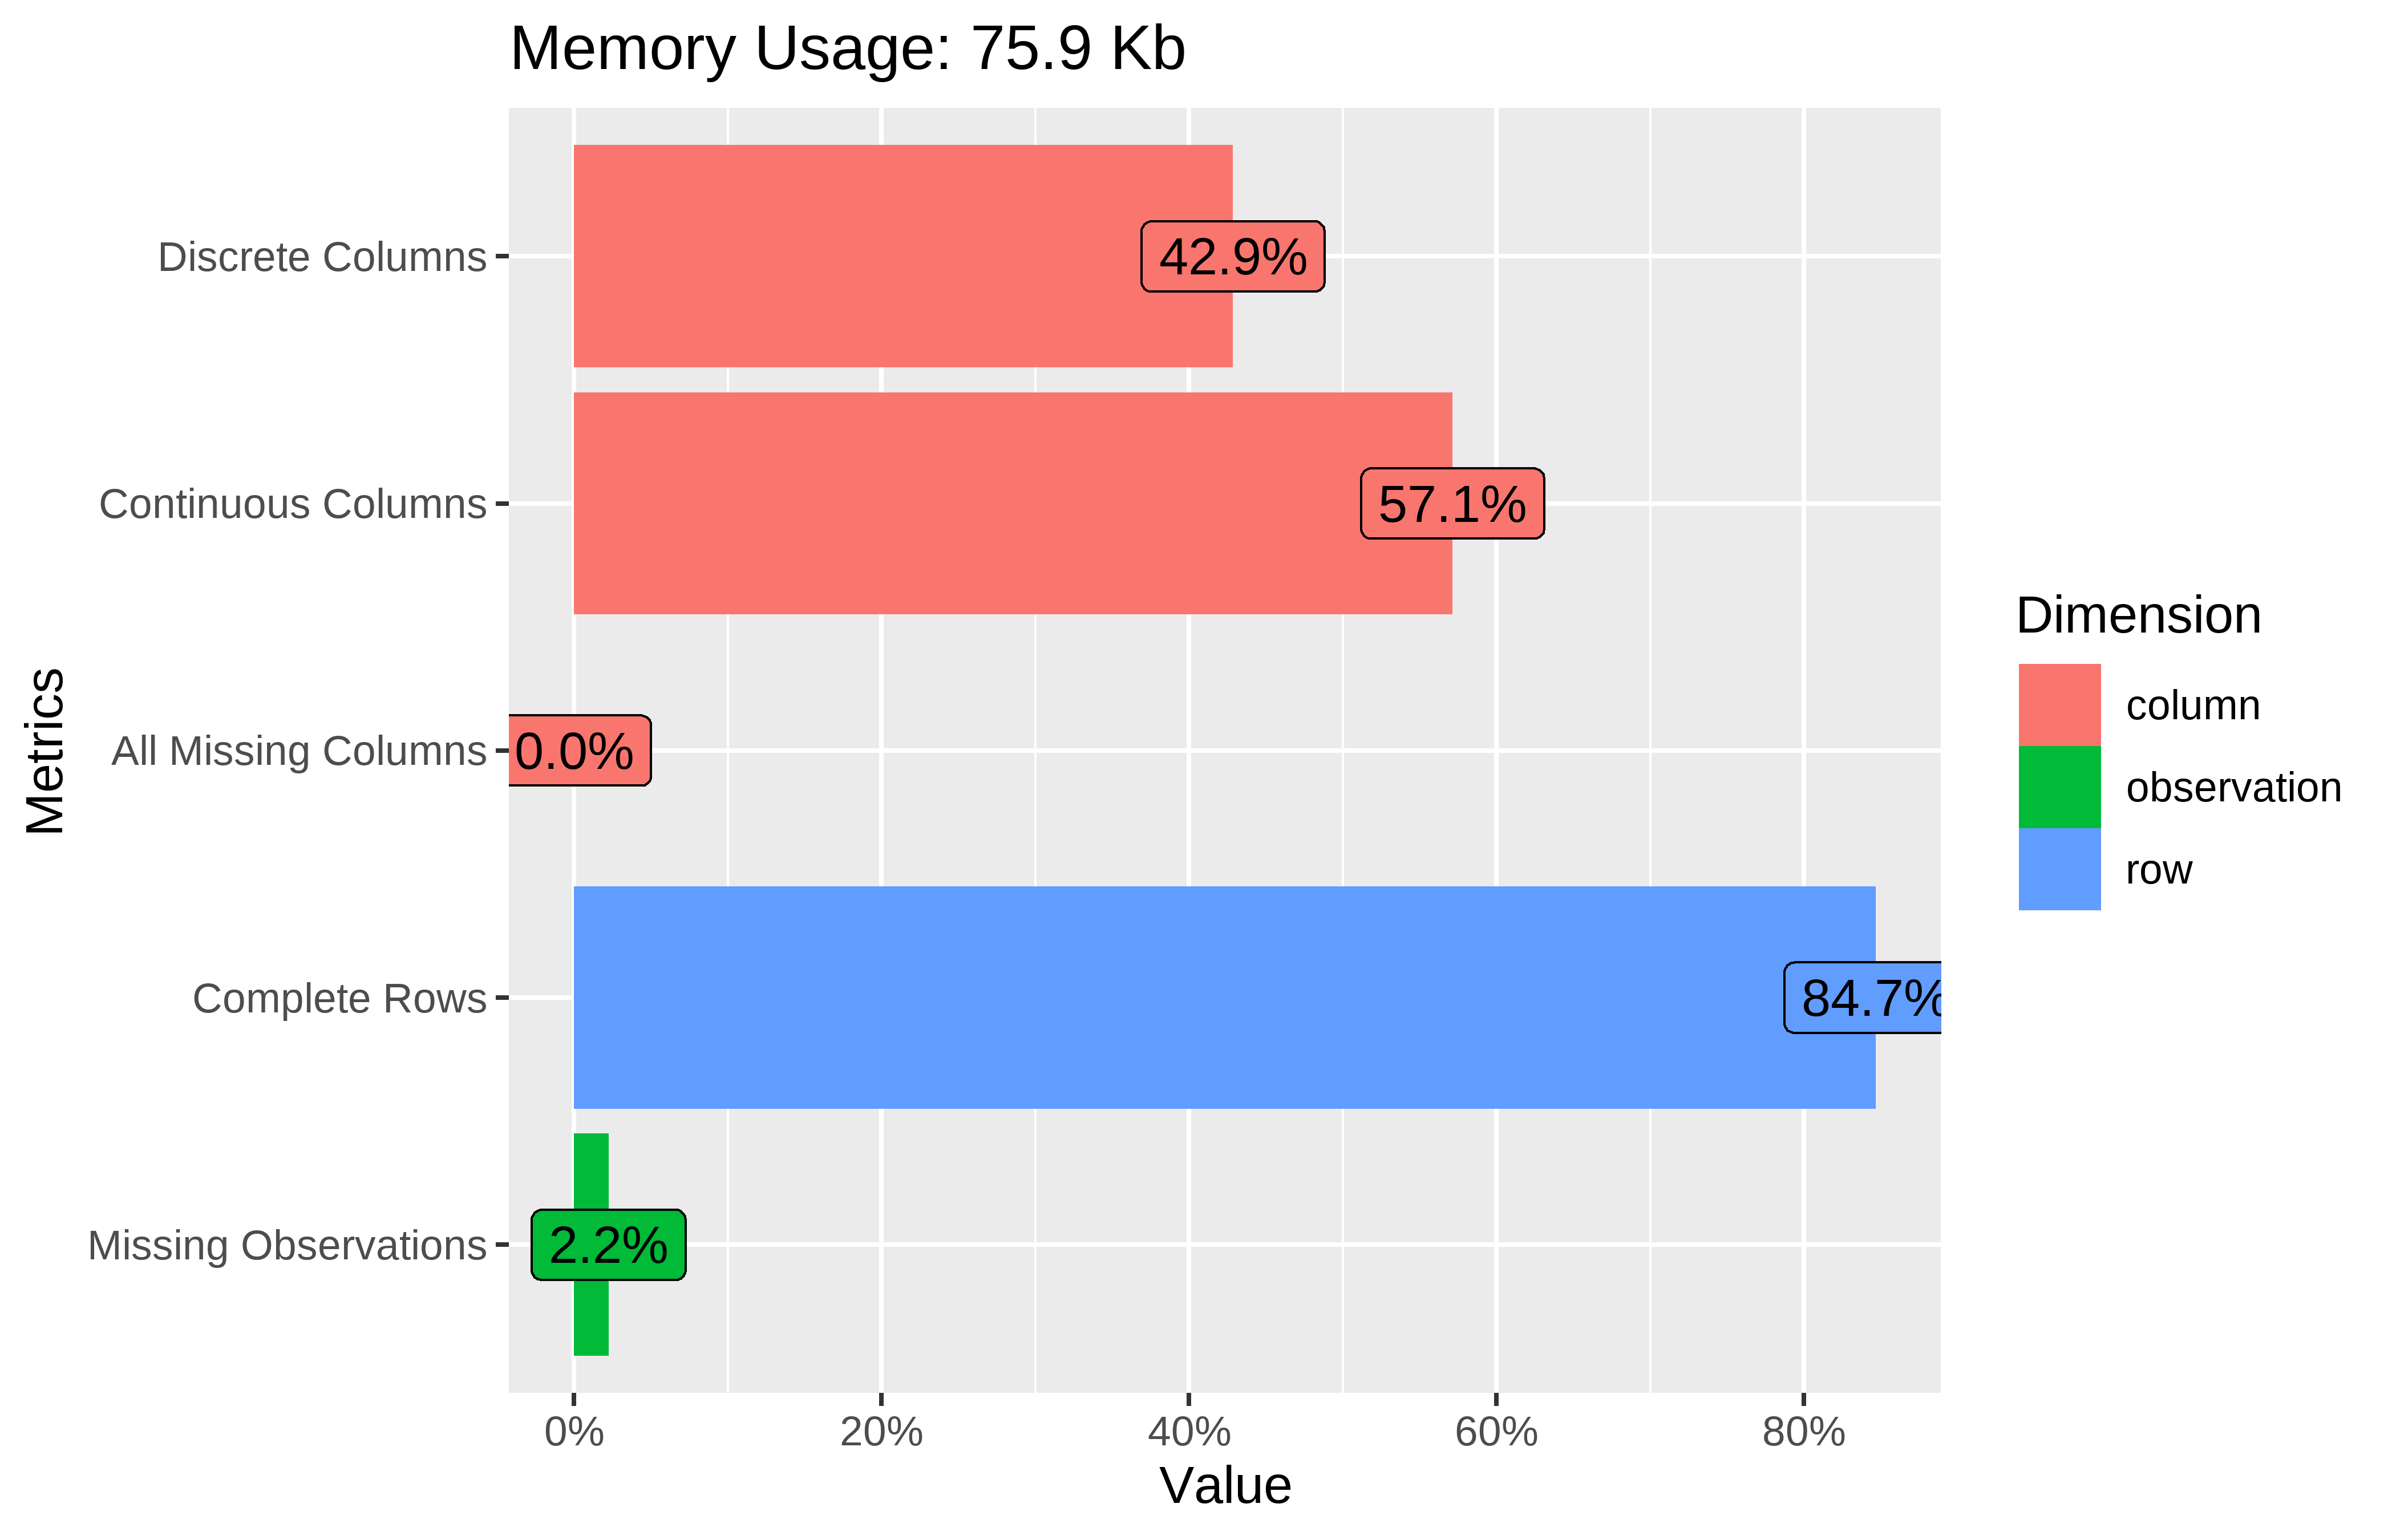 Memory Usage: 75.9 Kb
Discrete Columns
42.9%
Continuous Columns
57.1%
Metrics
All Missing Columns
0.0%
Complete Rows
84.7%
Missing Observations
2.2%
0%
20%
40%
60%
80%
Value
Dimension
column
observation
row